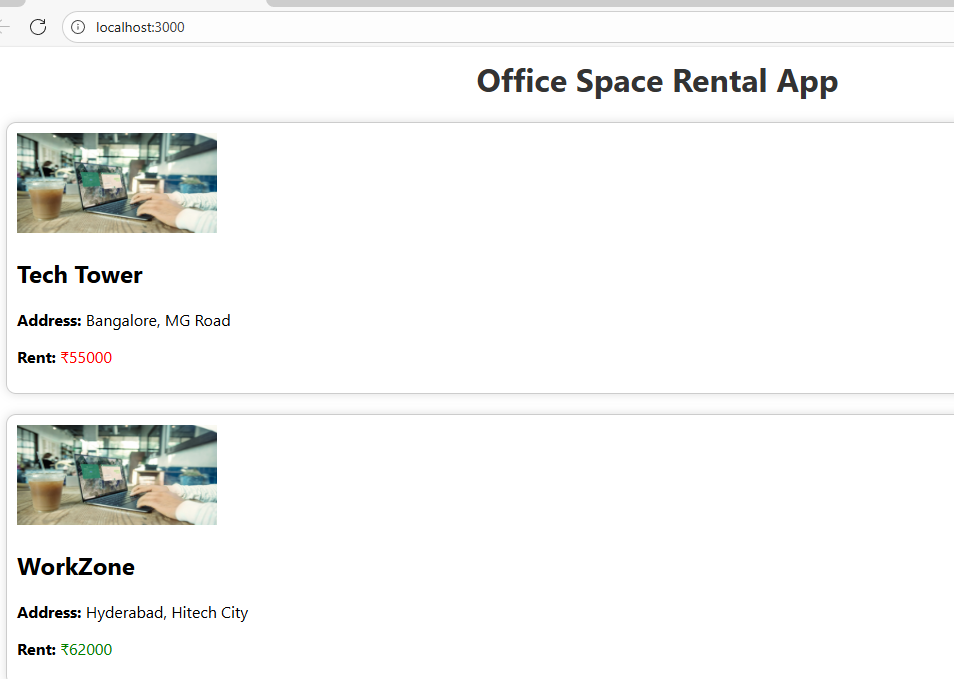 localhost:3000
Office Space Rental App
Tech Tower
Address: Bangalore, MG Road
Rent: ₹55000
WorkZone
Address: Hyderabad, Hitech City
Rent: ₹62000